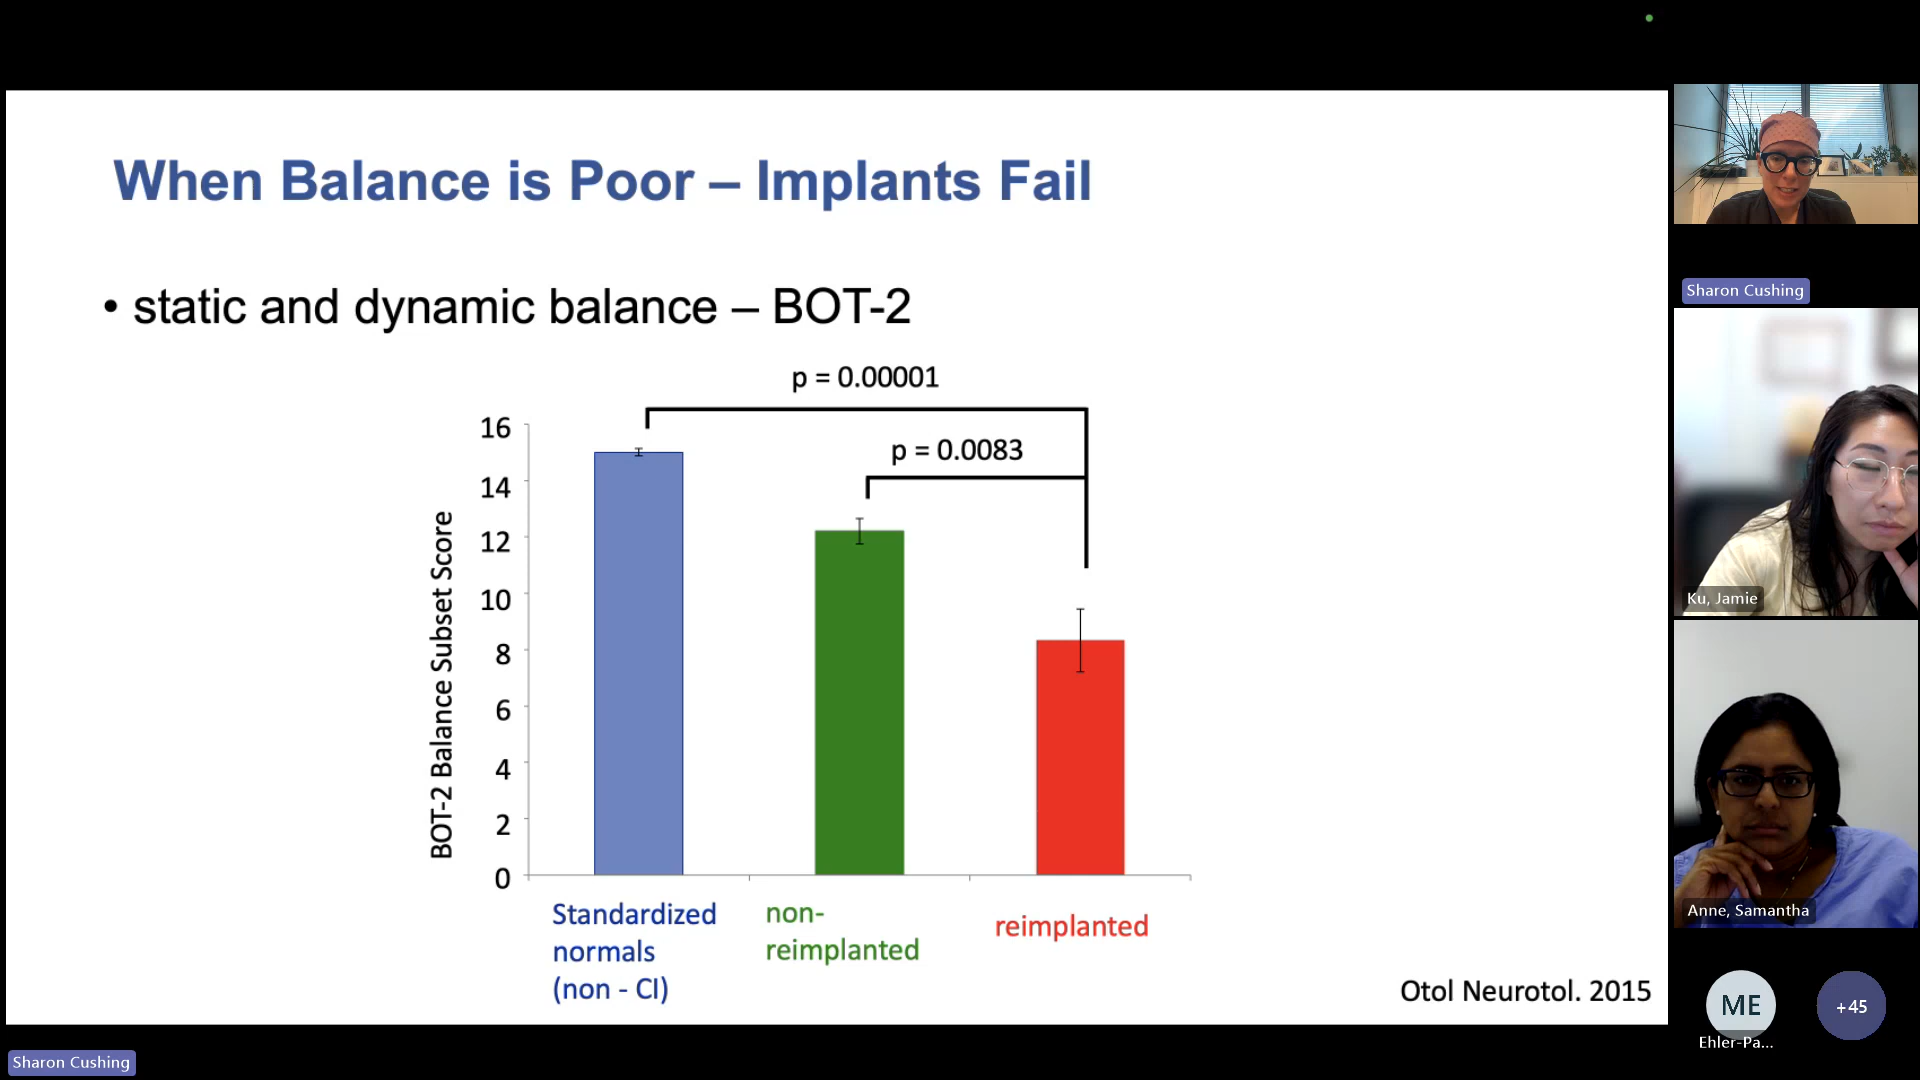 When Balance is Poor – Implants Fail
• static and dynamic balance – BOT-2
p = 0.00001
p = 0.0083
BOT-2 Balance Subset Score
16
14
12
10
8
6
4
2
0
Standardized
normals
(non - CI)
non-
reimplanted
reimplanted
Otol Neurotol. 2015
Sharon Cushing
Sharon Cushing
Ku, Jamie
Anne, Samantha
ME
Ehler-Pa...
+45